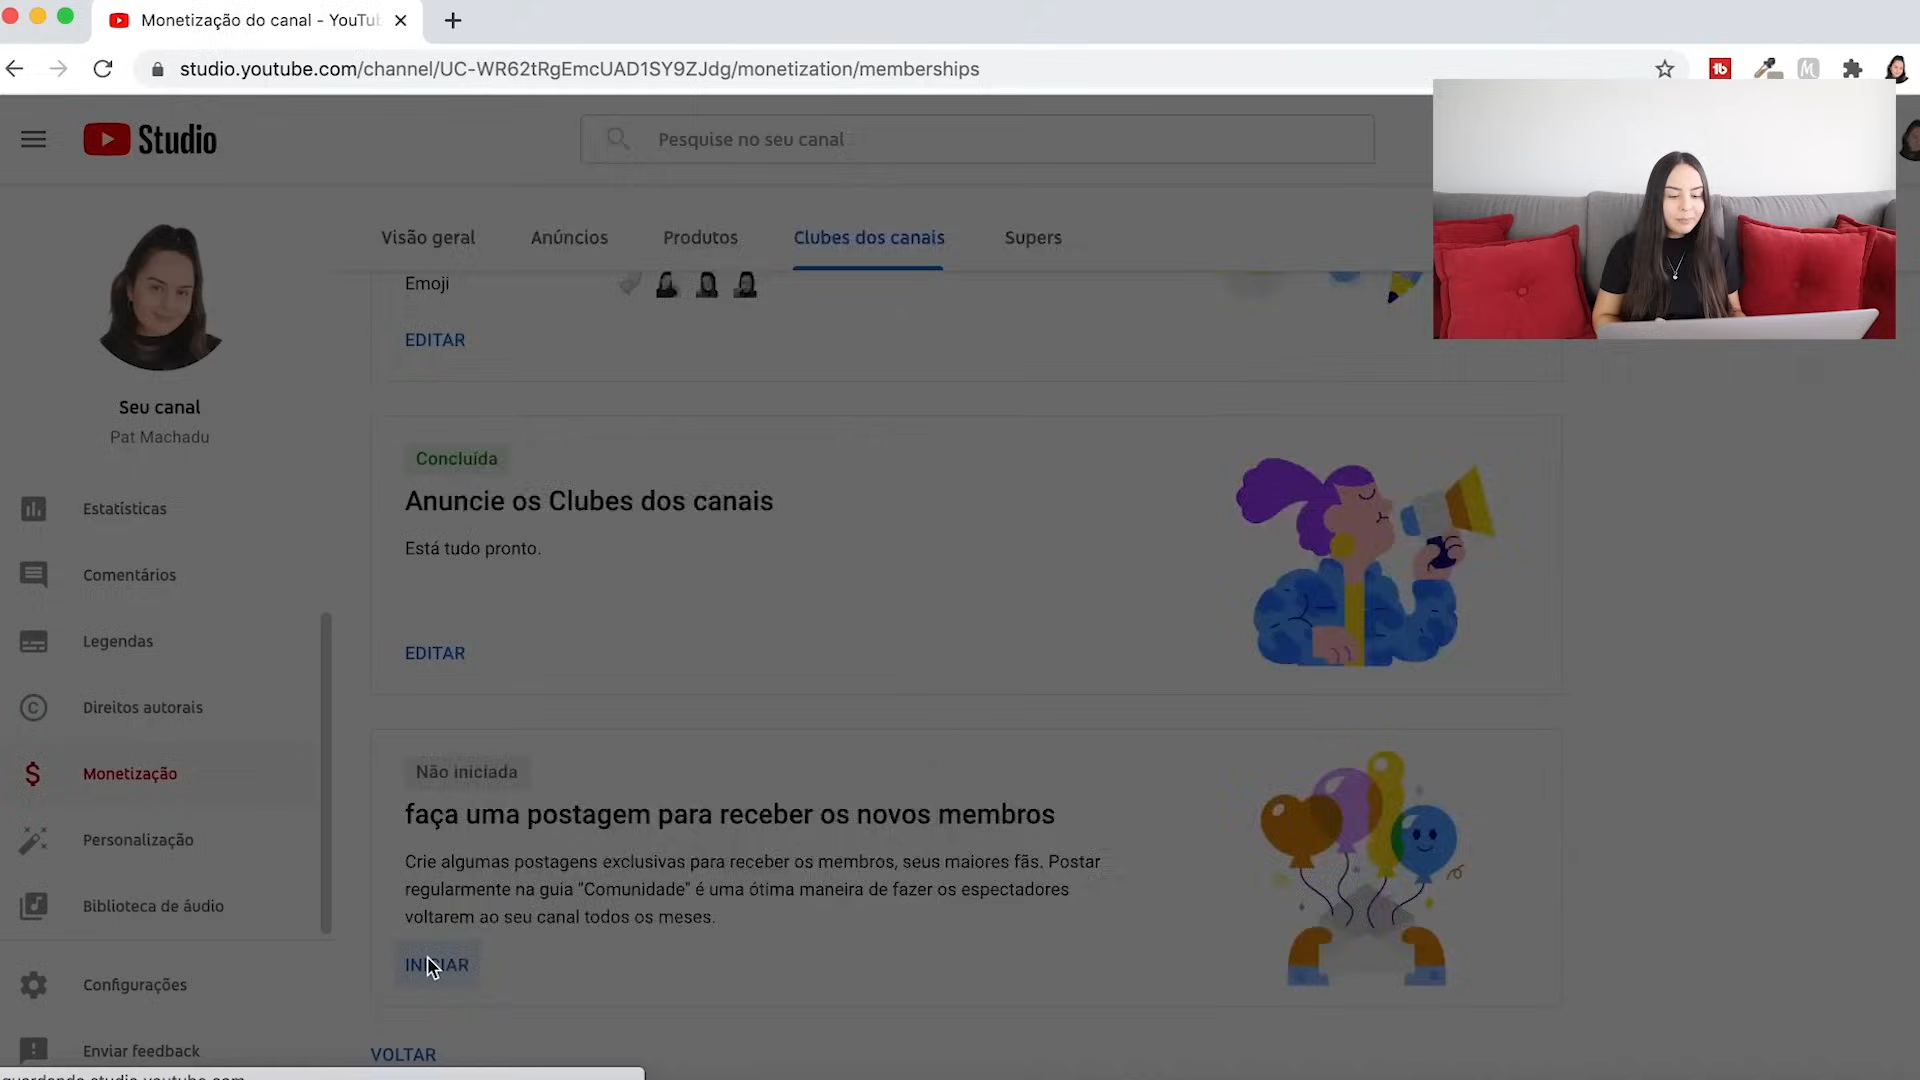 Monetização do canal - YouTu
studio.youtube.com/channel/UC-WR62tRgEmcUAD1SY9ZJdg/monetization/memberships
Studio
Pesquise no seu canal
Visão geral
Anúncios
Produtos
Clubes dos canais
Supers
Emoji
EDITAR
Seu canal
Pat Machadu
Estatísticas
Comentários
Legendas
Direitos autorais
Monetização
Personalização
Biblioteca de áudio
Configurações
Enviar feedback
Concluída
Anuncie os Clubes dos canais
Está tudo pronto.
EDITAR
Não iniciada
faça uma postagem para receber os novos membros
Crie algumas postagens exclusivas para receber os membros, seus maiores fãs. Postar
regularmente na guia "Comunidade" é uma ótima maneira de fazer os espectadores
voltarem ao seu canal todos os meses.
INICIAR
VOLTAR